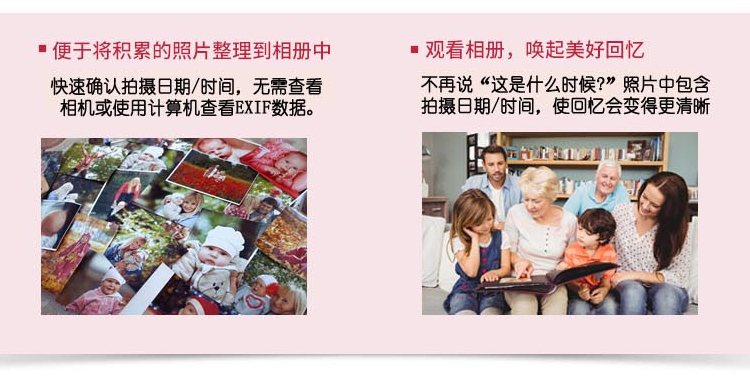 便于将积累的照片整理到相册中
快速确认拍摄日期/时间，无需查看
相机或使用计算机查看EXIF数据。
观看相册，唤起美好回忆
不再说“这是什么时候?”照片中包含
拍摄日期/时间，使回忆会变得更清晰